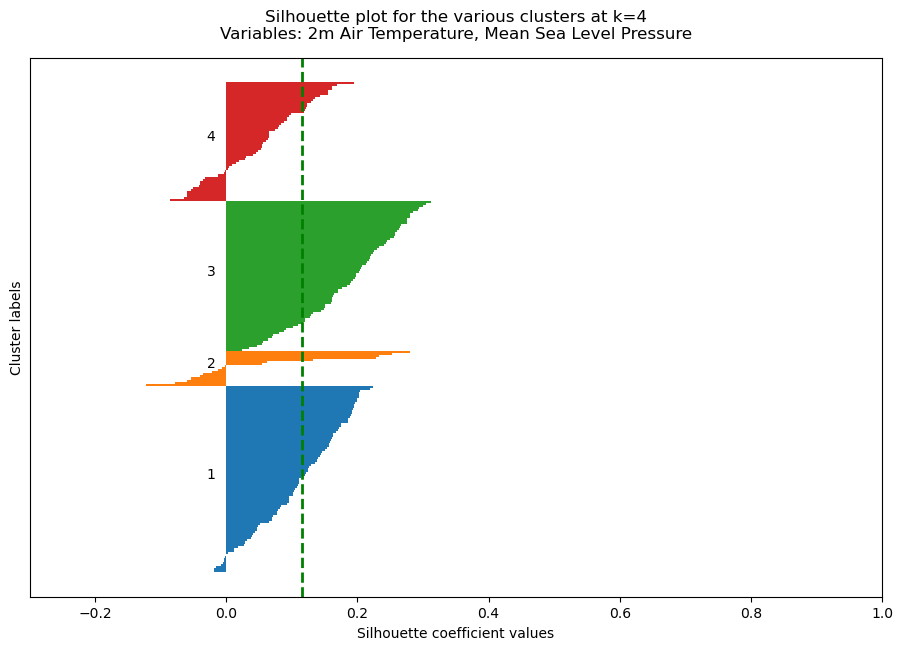 Silhouette plot for the various clusters at k=4
Variables: 2m Air Temperature, Mean Sea Level Pressure
Cluster labels
4
3
2
1
−0.2
0.0
0.2
0.4
0.6
0.8
1.0
Silhouette coefficient values